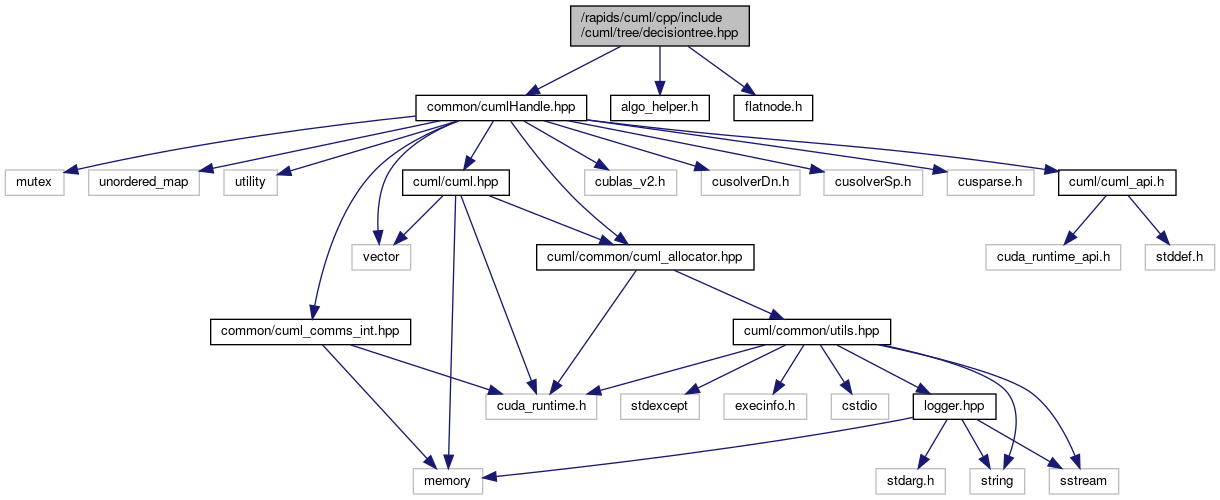 /rapids/cuml/cpp/include
/cuml/tree/decisiontree.hpp
common/cumlHandle.hpp
algo_helper.h
flatnode.h
mutex
unordered_map
utility
cuml/cuml.hpp
cublas_v2.h
cusolverDn.h
cusolverSp.h
cusparse.h
cuml/cuml_api.h
vector
cuml/common/cuml_allocator.hpp
cuda_runtime_api.h
stddef.h
common/cuml_comms_int.hpp
cuml/common/utils.hpp
cuda_runtime.h
stdexcept
execinfo.h
cstdio
logger.hpp
memory
stdarg.h
string
sstream